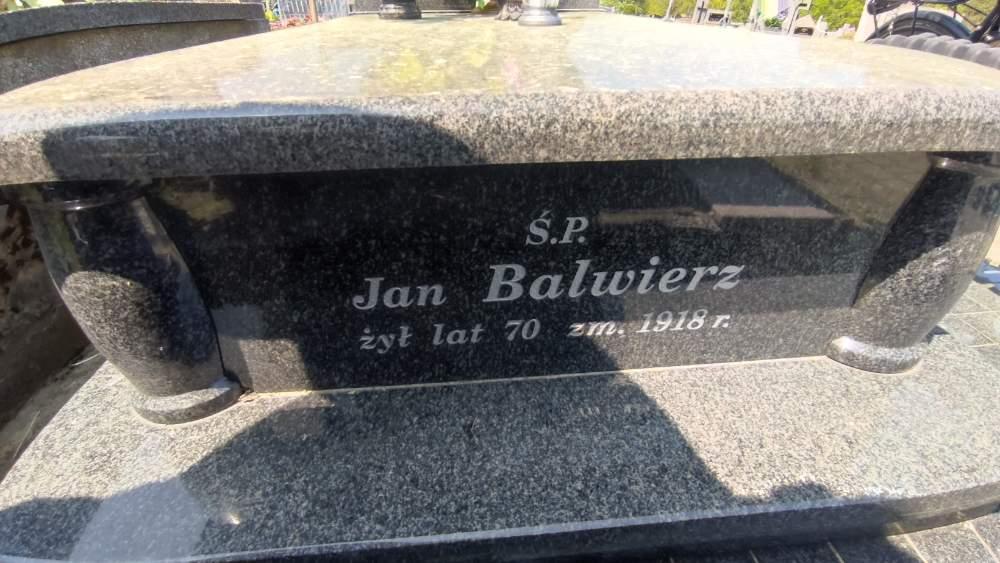 Ś.P.
Jan Balwierz
żył lat 70 zm. 1918 r.